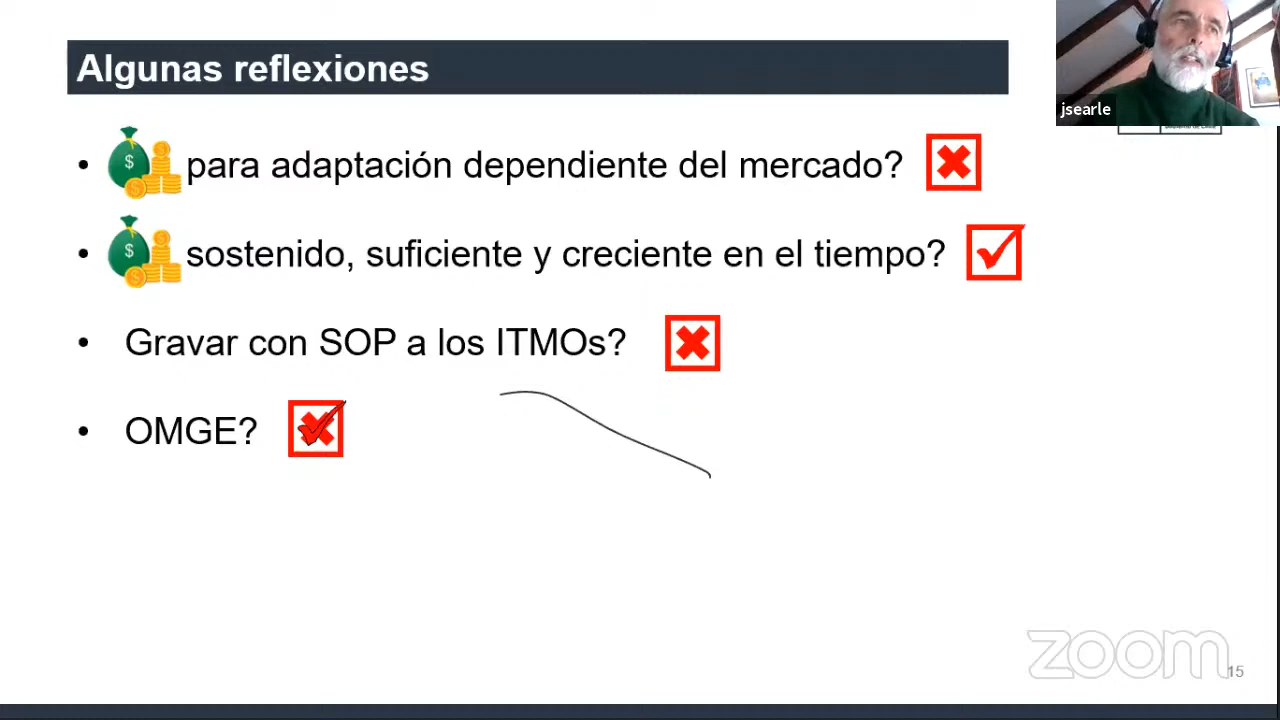 Algunas reflexiones
jsearle
• $ para adaptación dependiente del mercado?
• $ sostenido, suficiente y creciente en el tiempo?
• Gravar con SOP a los ITMOs?
• OMGE?
zoom
15